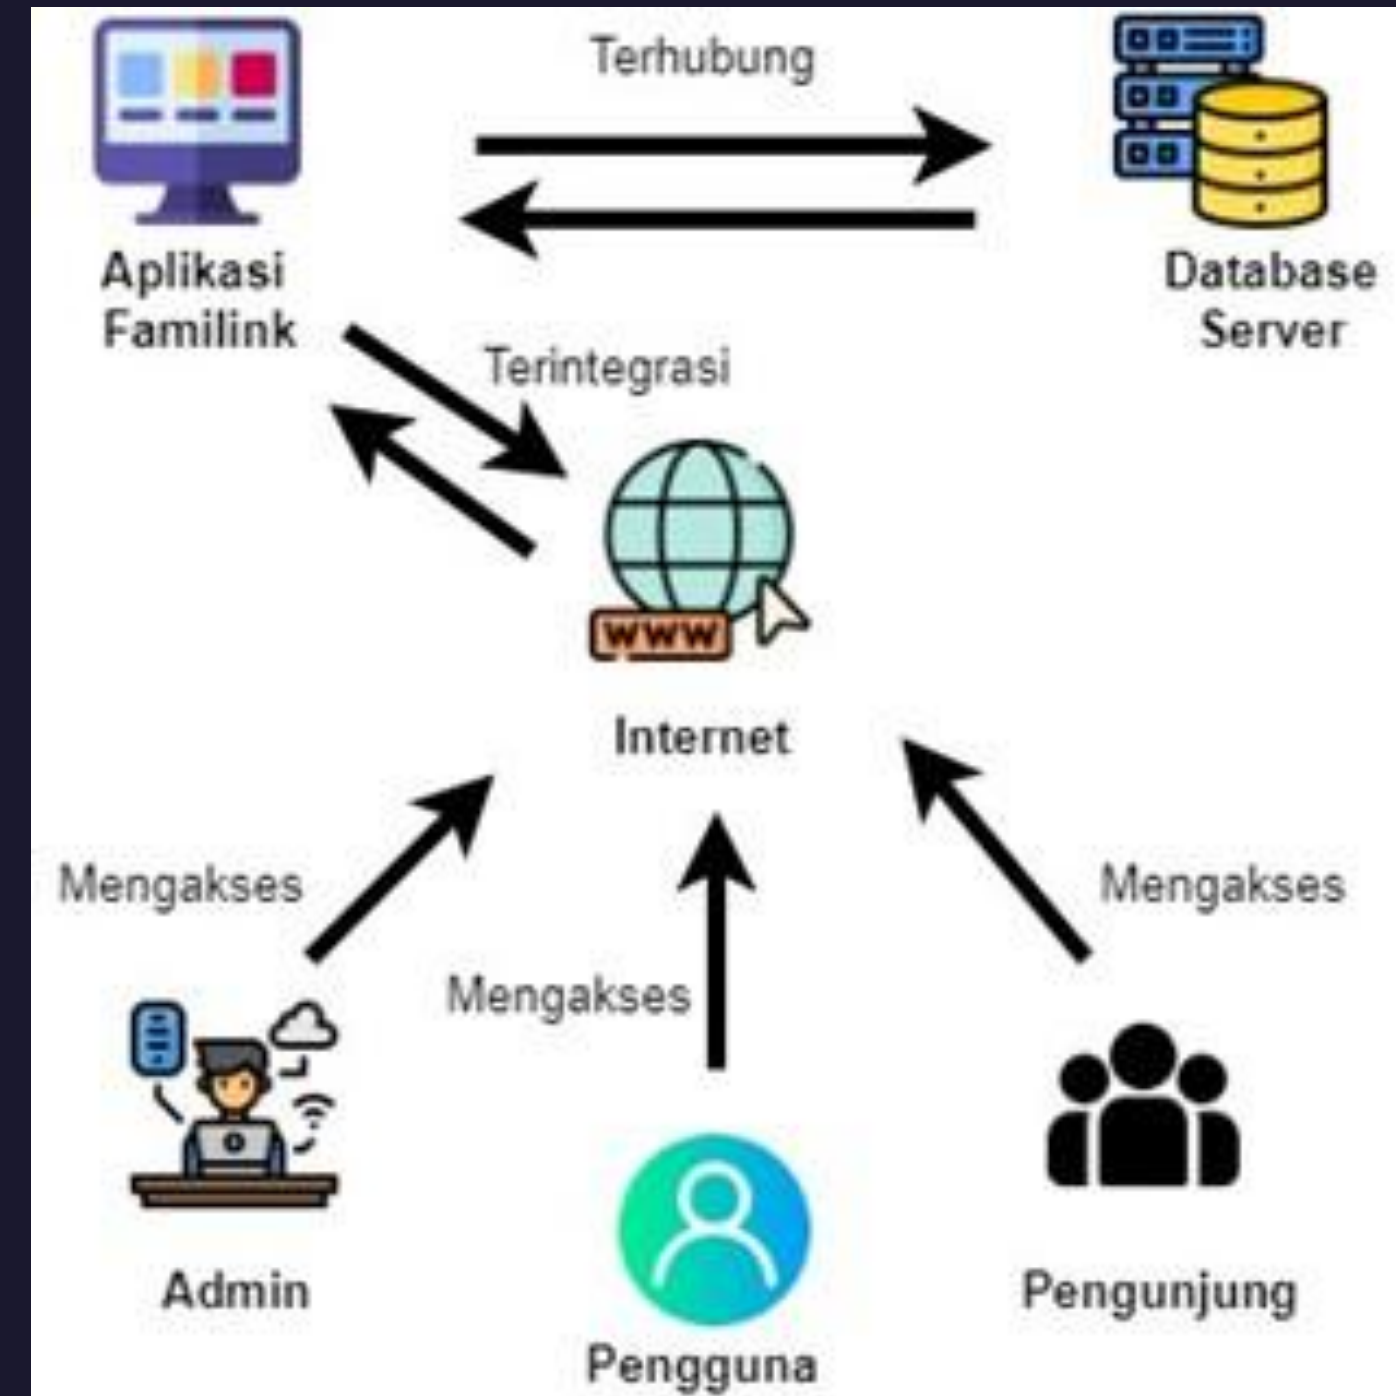 Terhubung
Aplikasi
Familink
Database
Server
Terintegrasi
www
Internet
Mengakses
Mengakses
Mengakses
Admin
Pengunjung
Pengguna